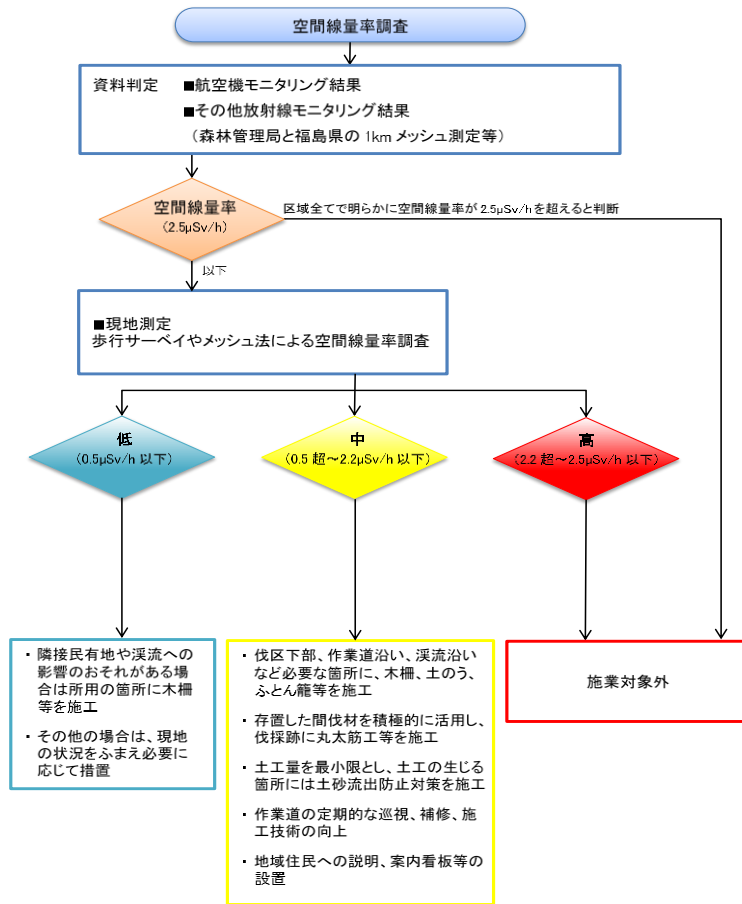 空間線量率調査
資料判定 ■航空機モニタリング結果
■その他放射線モニタリング結果
（森林管理局と福島県の 1km メッシュ測定等）
空間線量率
（2.5μSv/h）
区域全てで明らかに空間線量率が 2.5μSv/h を超えると判断
以下
■現地測定
歩行サーベイやメッシュ法による空間線量率調査
低
（0.5μSv/h 以下）
中
（0.5 超～2.2μSv/h 以下）
高
（2.2 超～2.5μSv/h 以下）
・ 隣接民有地や渓流への
影響のおそれがある場
合は所用の箇所に木柵
等を施工
・ その他の場合は、現地
の状況をふまえ必要に
応じて措置
・ 伐区下部、作業道沿い、渓流沿い
など必要な箇所に、木柵、土のう、
ふとん籠等を施工
・ 存置した間伐材を積極的に活用し、
伐採跡に丸太筋工等を施工
・ 土工量を最小限とし、土工の生じる
箇所には土砂流出防止対策を施工
・ 作業道の定期的な巡視、補修、施
工技術の向上
・ 地域住民への説明、案内看板等の
設置
施業対象外